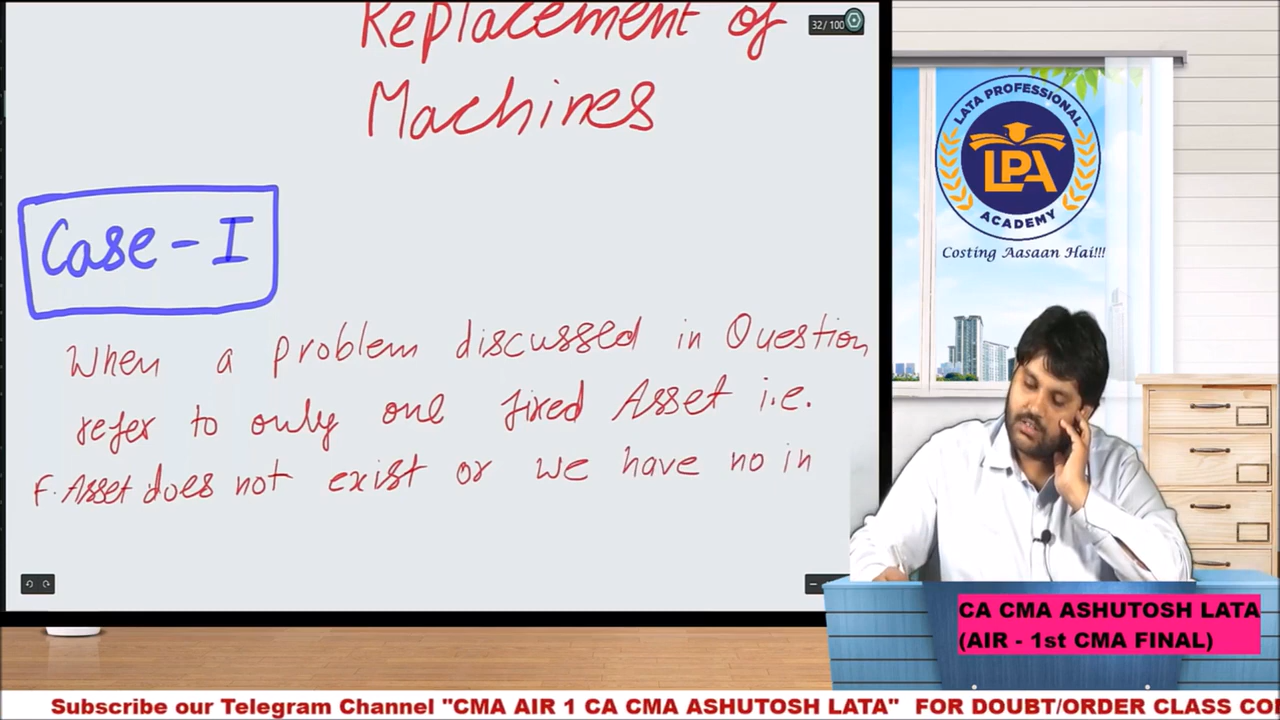 Replacement of
32/100
Machines
Case - I
When a problem discussed in Question
refer to only one fixed Asset i.e.
F. Asset does not exist or we have no in
LATA PROFESSIONAL
LPA
ACADEMY
Costing Aasaan Hai!!!
CA CMA ASHUTOSH LATA
(AIR - 1st CMA FINAL)
Subscribe our Telegram Channel "CMA AIR 1 CA CMA ASHUTOSH LATA" FOR DOUBT/ORDER CLASS CO